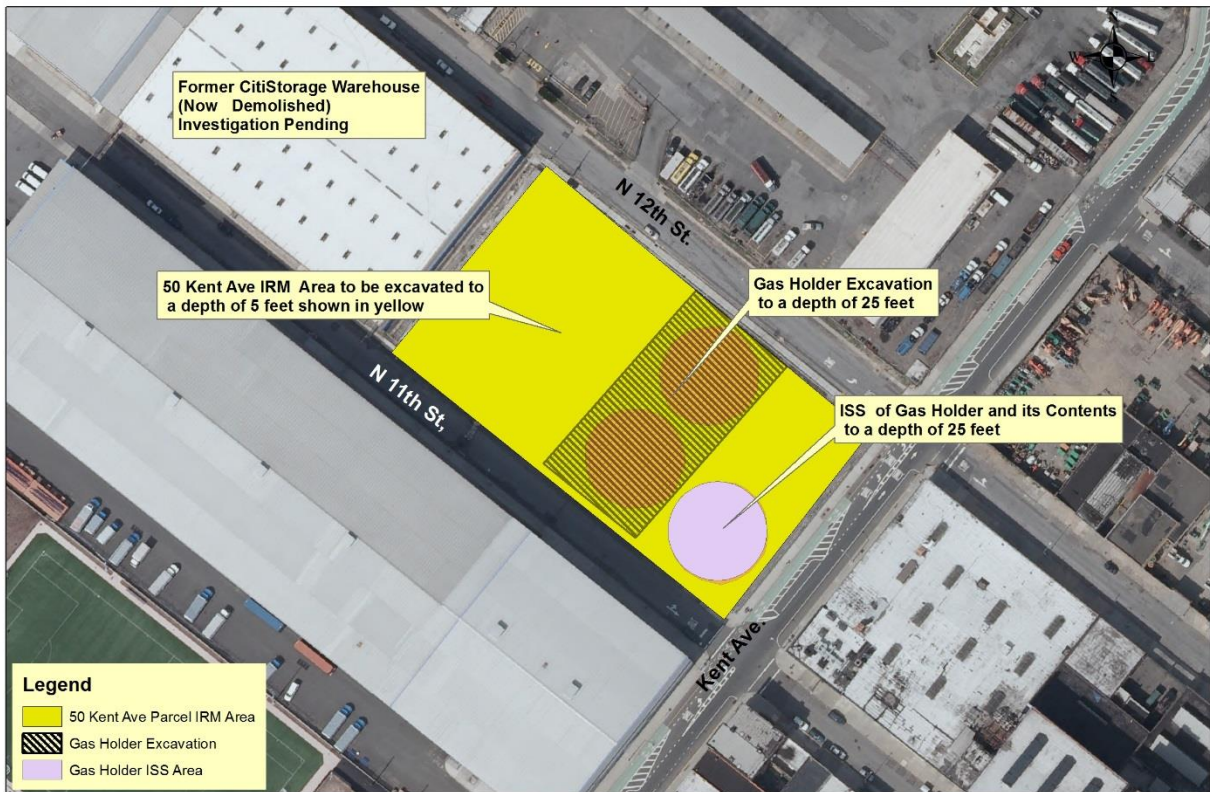 Former CitiStorage Warehouse
(Now Demolished)
Investigation Pending
W
E
N 12th St.
50 Kent Ave IRM Area to be excavated to
a depth of 5 feet shown in yellow
Gas Holder Excavation
to a depth of 25 feet
N 11th St,
ISS of Gas Holder and its Contents
to a depth of 25 feet
Kent Ave.
Legend
50 Kent Ave Parcel IRM Area
Gas Holder Excavation
Gas Holder ISS Area